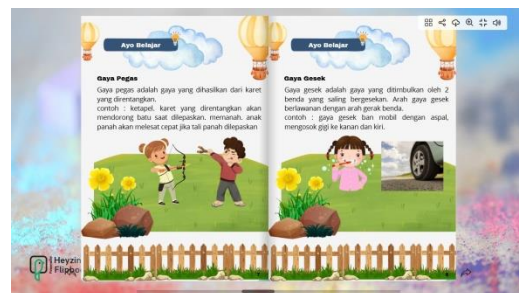 Ayo Belajar
Gaya Pegas
Gaya pegas adalah gaya yang dihasilkan dari karet
yang direntangkan.
contoh : ketapel, karet yang direntangkan akan
mendorong batu saat dilepaskan. memanah, anak
panah akan melesat cepat jika tali panah dilepaskan
Ayo Belajar
Gaya Gesek
Gaya gesek adalah gaya yang ditimbulkan oleh 2
benda yang saling bergesekan. Arah gaya gesek
berlawanan dengan arah gerak benda.
contoh : gaya gesek ban mobil dengan aspal,
mengosok gigi ke kanan dan kiri.
Heyzin
Flipbo